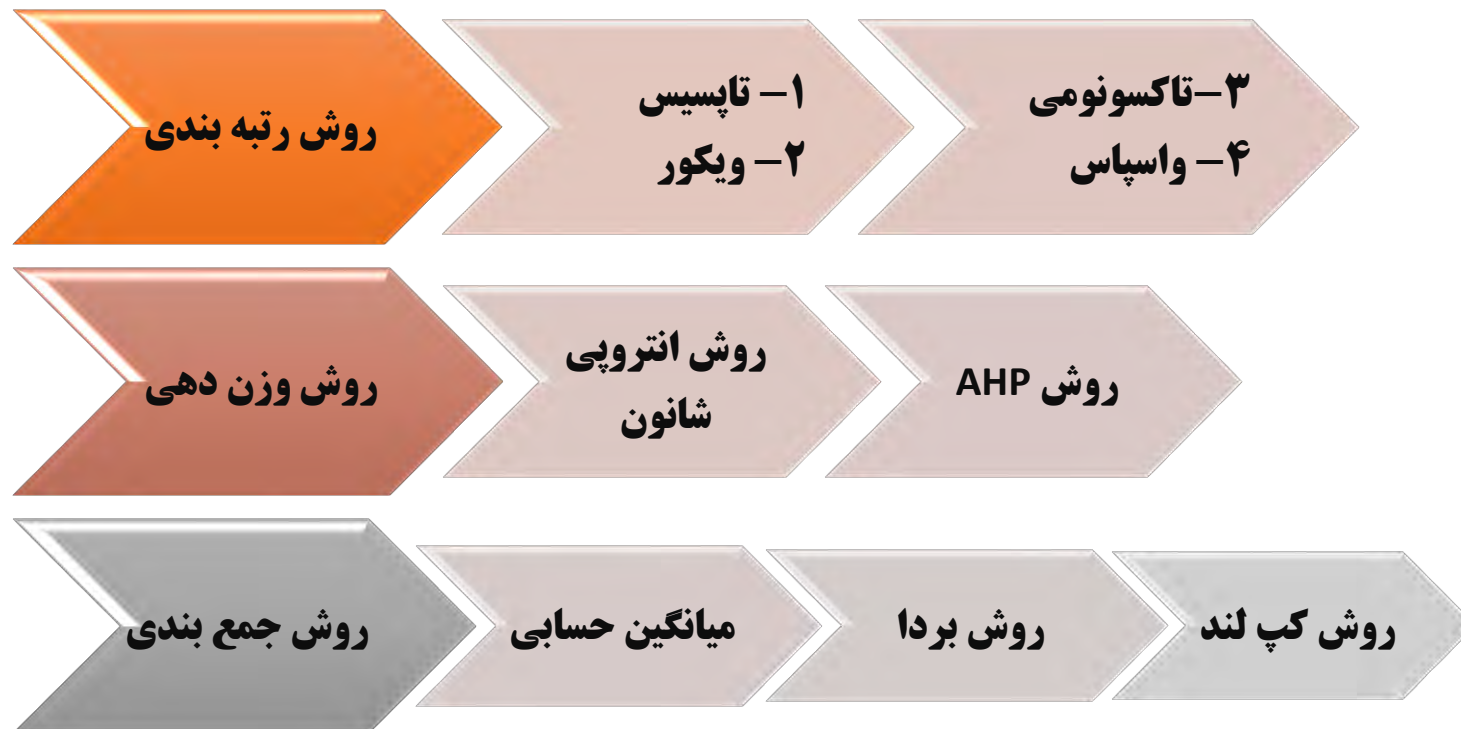 روش رتبه بندی
۱- تاپسیس
۲- ویکور
۳-تاکسونومی
۴- واسپاس
روش وزن دهی
روش انتروپی
شانون
روش AHP
روش جمع بندی
میانگین حسابی
روش بردا
روش کپ لند